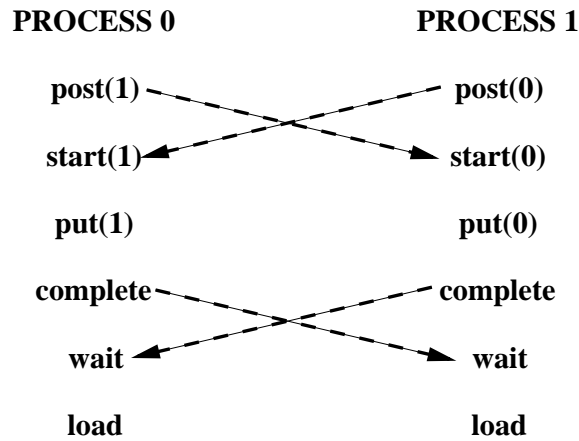 PROCESS 0 PROCESS 1
post(1) post(0)
start(1) start(0)
put(1) put(0)
complete complete
wait wait
load load